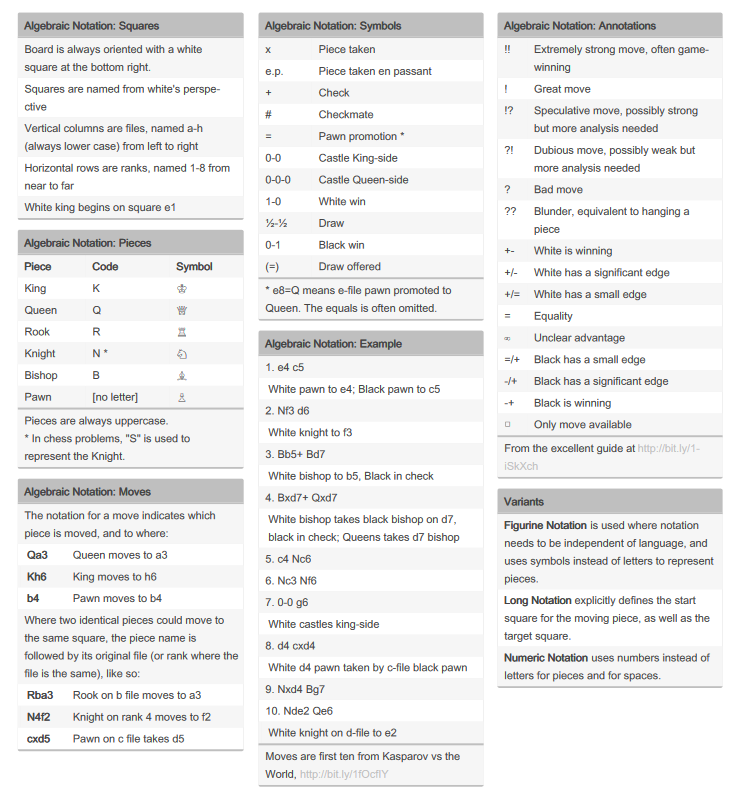 Algebraic Notation: Squares
Board is always oriented with a white
square at the bottom right.
Squares are named from white's perspe-
ctive
Vertical columns are files, named a-h
(always lower case) from left to right
Horizontal rows are ranks, named 1-8 from
near to far
White king begins on square e1
Algebraic Notation: Pieces
Piece Code Symbol
King K ♔
Queen Q ♕
Rook R ♖
Knight N * ♘
Bishop B ♗
Pawn [no letter] ♙
Pieces are always uppercase.
* In chess problems, "S" is used to
represent the Knight.
Algebraic Notation: Moves
The notation for a move indicates which
piece is moved, and to where:
Qa3 Queen moves to a3
Kh6 King moves to h6
b4 Pawn moves to b4
Where two identical pieces could move to
the same square, the piece name is
followed by its original file (or rank where the
file is the same), like so:
Rba3 Rook on b file moves to a3
N4f2 Knight on rank 4 moves to f2
cxd5 Pawn on c file takes d5
Algebraic Notation: Symbols
x Piece taken
e.p. Piece taken en passant
+ Check
# Checkmate
= Pawn promotion *
0-0 Castle King-side
0-0-0 Castle Queen-side
1-0 White win
½-½ Draw
0-1 Black win
(=) Draw offered
* e8=Q means e-file pawn promoted to
Queen. The equals is often omitted.
Algebraic Notation: Example
1. e4 c5
White pawn to e4; Black pawn to c5
2. Nf3 d6
White knight to f3
3. Bb5+ Bd7
White bishop to b5, Black in check
4. Bxd7+ Qxd7
White bishop takes black bishop on d7,
black in check; Queens takes d7 bishop
5. c4 Nc6
6. Nc3 Nf6
7. 0-0 g6
White castles king-side
8. d4 cxd4
White d4 pawn taken by c-file black pawn
9. Nxd4 Bg7
10. Nde2 Qe6
White knight on d-file to e2
Moves are first ten from Kasparov vs the
World, http://bit.ly/1fOcfIY
Algebraic Notation: Annotations
!! Extremely strong move, often game-
winning
! Great move
!? Speculative move, possibly strong
but more analysis needed
?! Dubious move, possibly weak but
more analysis needed
? Bad move
?? Blunder, equivalent to hanging a
piece
+- White is winning
+/- White has a significant edge
+/= White has a small edge
= Equality
∞ Unclear advantage
=/+ Black has a small edge
-/+ Black has a significant edge
-+ Black is winning
□ Only move available
From the excellent guide at http://bit.ly/1-
iSkXch
Variants
Figurine Notation is used where notation
needs to be independent of language, and
uses symbols instead of letters to represent
pieces.
Long Notation explicitly defines the start
square for the moving piece, as well as the
target square.
Numeric Notation uses numbers instead of
letters for pieces and for spaces.